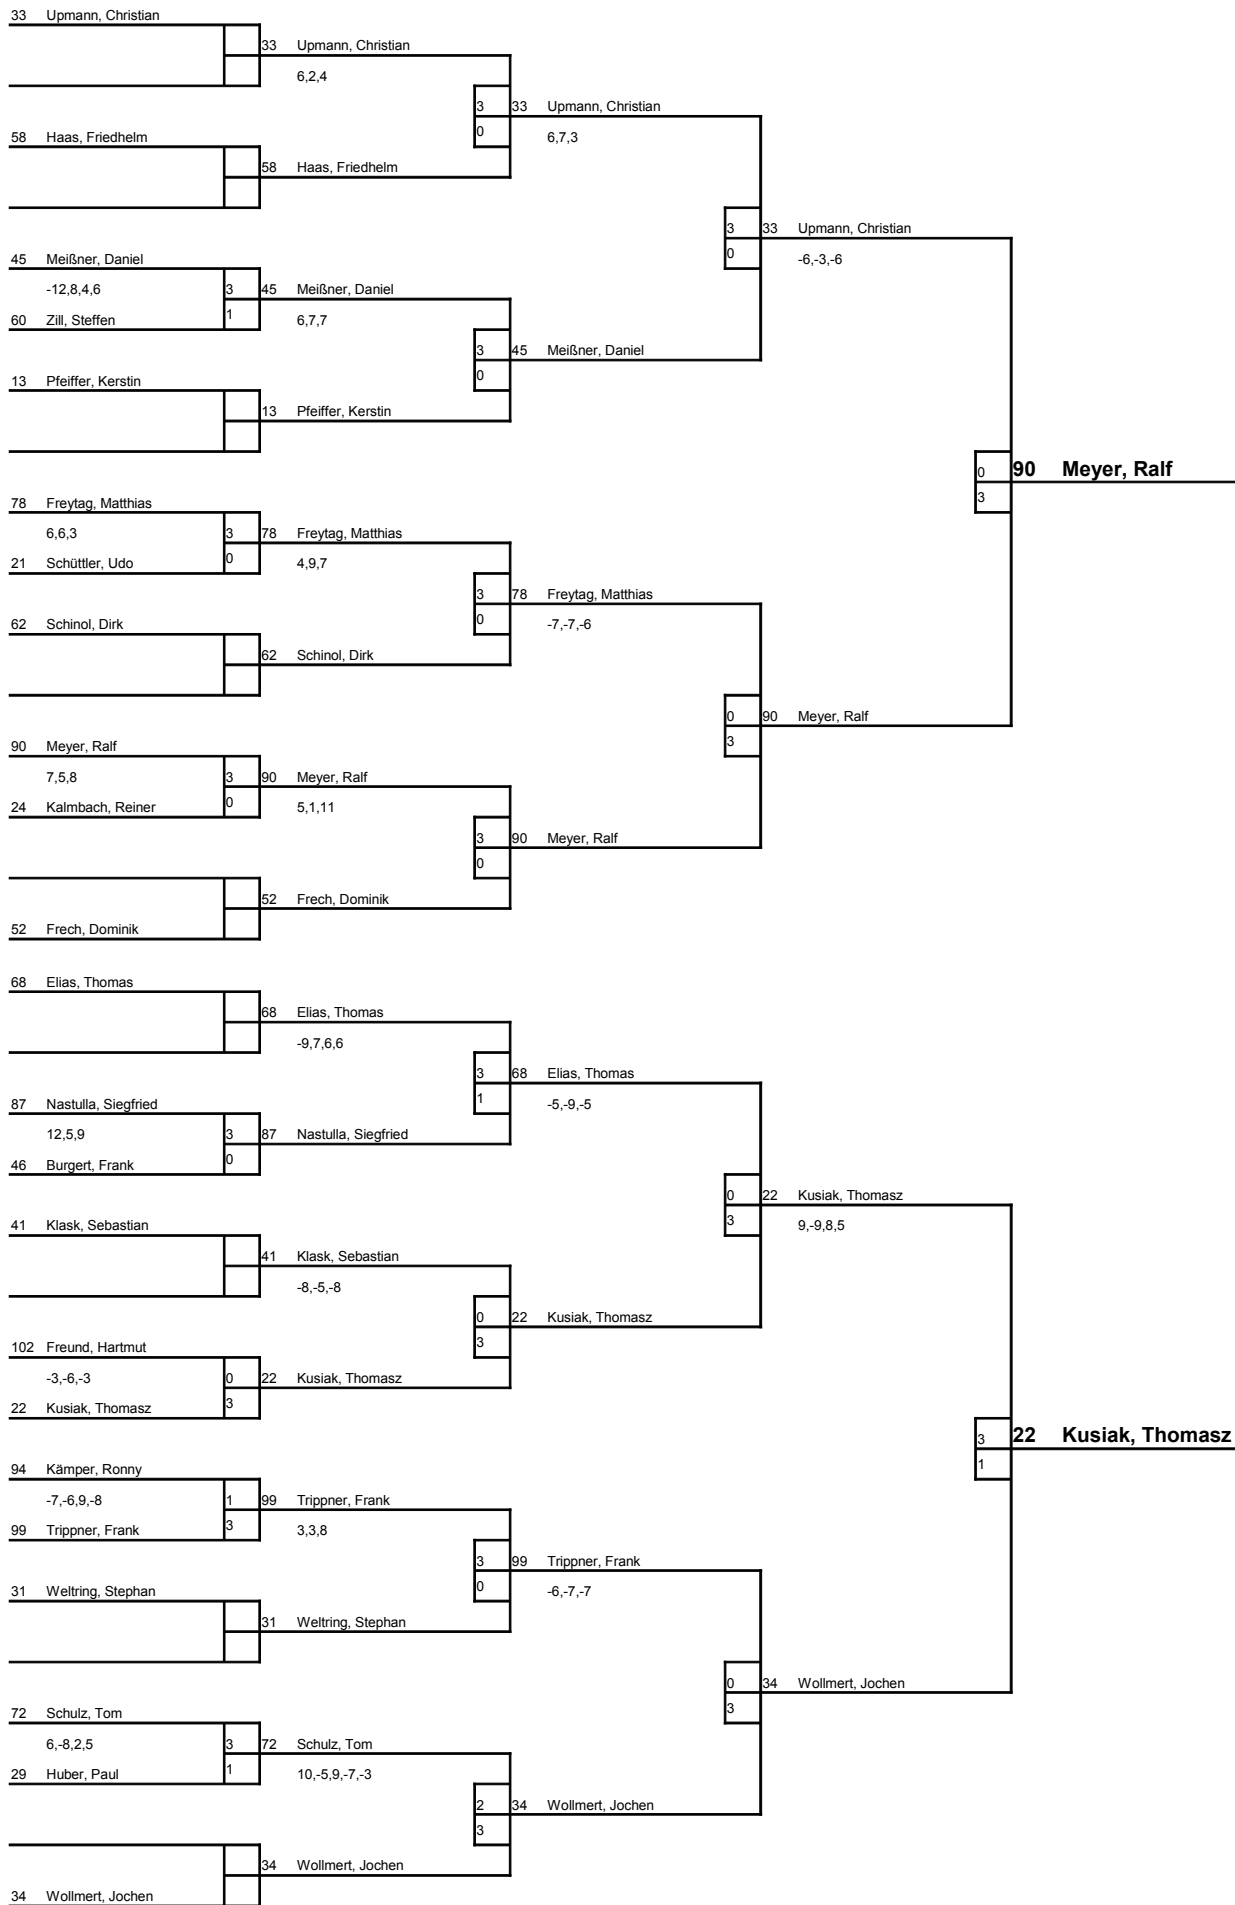 33 Upmann, Christian
33 Upmann, Christian
6,2,4
3 33 Upmann, Christian
0 6,7,3
58 Haas, Friedhelm
58 Haas, Friedhelm
3 33 Upmann, Christian
0 -6,-3,-6
45 Meißner, Daniel
-12,8,4,6 3 45 Meißner, Daniel
60 Zill, Steffen 1 6,7,7
3 45 Meißner, Daniel
0
13 Pfeiffer, Kerstin
13 Pfeiffer, Kerstin
0 90 Meyer, Ralf
3
78 Freytag, Matthias
6,6,3 3 78 Freytag, Matthias
21 Schüttler, Udo 0 4,9,7
3 78 Freytag, Matthias
0 -7,-7,-6
62 Schinol, Dirk
62 Schinol, Dirk
0 90 Meyer, Ralf
3
90 Meyer, Ralf
7,5,8 3 90 Meyer, Ralf
24 Kalmbach, Reiner 0 5,1,11
3 90 Meyer, Ralf
0
52 Frech, Dominik
52 Frech, Dominik
68 Elias, Thomas
68 Elias, Thomas
-9,7,6,6
3 68 Elias, Thomas
1 -5,-9,-5
87 Nastulla, Siegfried
12,5,9 3 87 Nastulla, Siegfried
46 Burgert, Frank 0
0 22 Kusiak, Thomasz
3 9,-9,8,5
41 Klask, Sebastian
41 Klask, Sebastian
-8,-5,-8
0 22 Kusiak, Thomasz
3
102 Freund, Hartmut
-3,-6,-3 0 22 Kusiak, Thomasz
22 Kusiak, Thomasz 3
3 22 Kusiak, Thomasz
1
94 Kämper, Ronny
-7,-6,9,-8 1 99 Trippner, Frank
99 Trippner, Frank 3 3,3,8
3 99 Trippner, Frank
0 -6,-7,-7
31 Weltring, Stephan
31 Weltring, Stephan
0 34 Wollmert, Jochen
3
72 Schulz, Tom
6,-8,2,5 3 72 Schulz, Tom
29 Huber, Paul 1 10,-5,9,-7,-3
2 34 Wollmert, Jochen
3
34 Wollmert, Jochen
34 Wollmert, Jochen